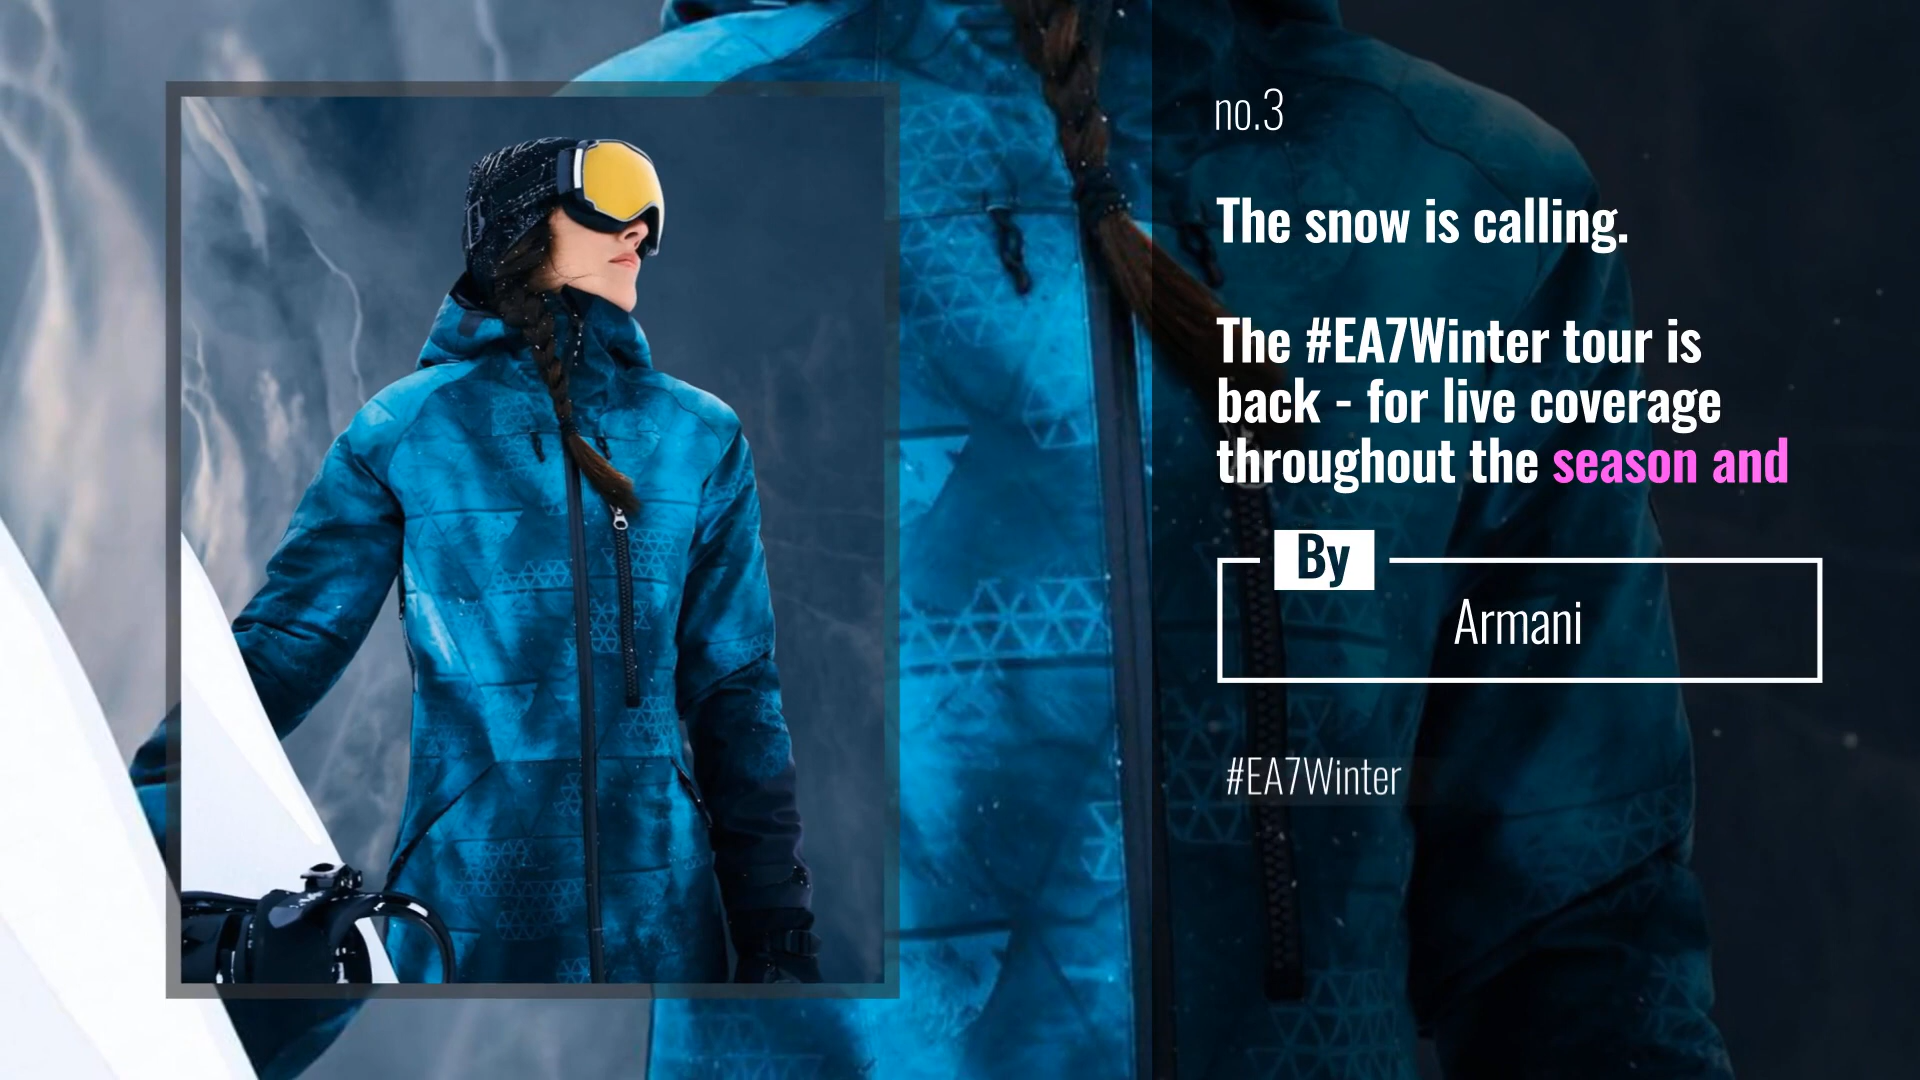 no.3
The snow is calling.
The #EA7Winter tour is
back - for live coverage
throughout the season and
By
Armani
#EA7Winter